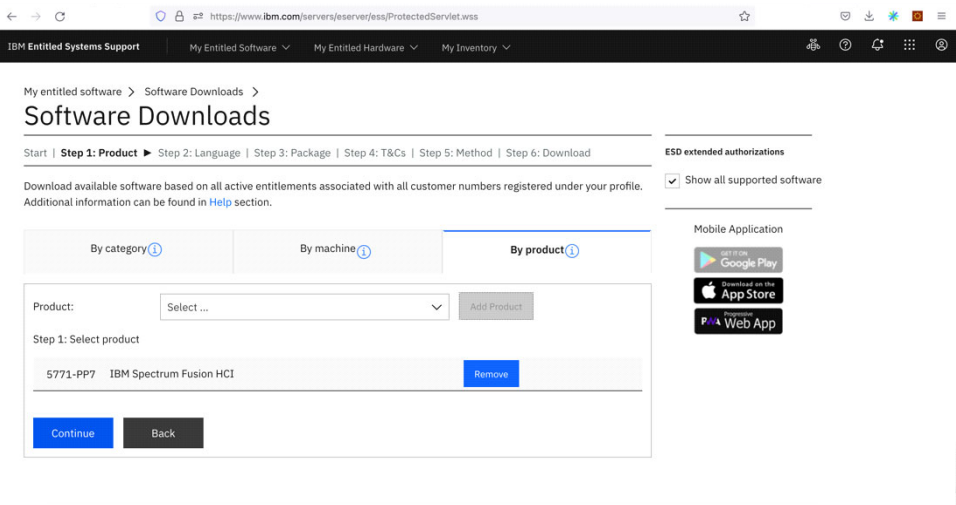 https://www.ibm.com/servers/eserver/ess/ProtectedServlet.wss
IBM Entitled Systems Support
My Entitled Software
My Entitled Hardware
My Inventory
My entitled software > Software Downloads >
Software Downloads
Start | Step 1: Product ► Step 2: Language | Step 3: Package | Step 4: T&Cs | Step 5: Method | Step 6: Download
Download available software based on all active entitlements associated with all customer numbers registered under your profile.
Additional information can be found in Help section.
By category
By machine
By product
Product:
Select ...
Add Product
Step 1: Select product
5771-PP7 IBM Spectrum Fusion HCI
Remove
Continue
Back
ESD extended authorizations
Show all supported software
Mobile Application
GET IT ON
Google Play
Download on the
App Store
Progressive
PWA Web App